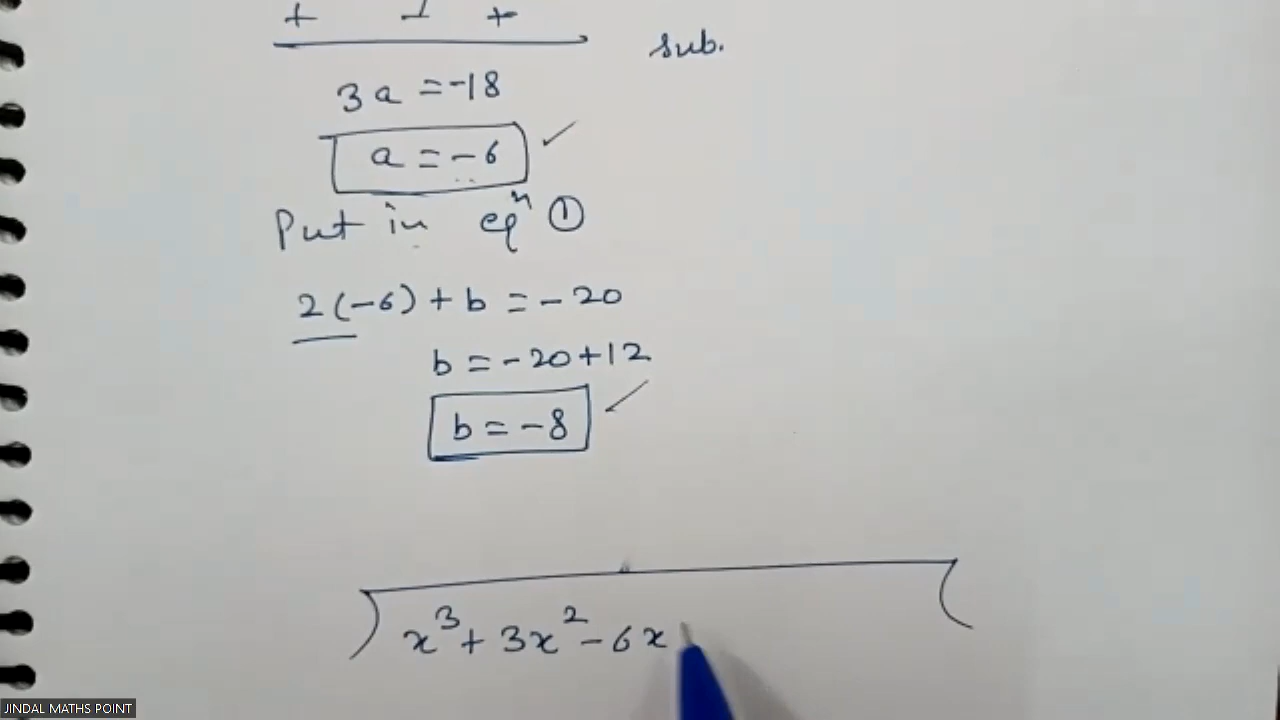 + - +
sub.
3a = -18
a = -6
Put in eqⁿ ①
2(-6) + b = -20
b = -20+12
b = -8
x³ + 3x² - 6x
JINDAL MATHS POINT